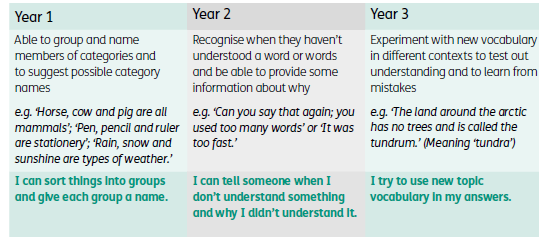 Year 1
Able to group and name
members of categories and
to suggest possible category
names
e.g. ‘Horse, cow and pig are all
mammals’; ‘Pen, pencil and ruler
are stationery’; ‘Rain, snow and
sunshine are types of weather.’
I can sort things into groups
and give each group a name.
Year 2
Recognise when they haven’t
understood a word or words
and be able to provide some
information about why
e.g. ‘Can you say that again; you
used too many words’ or ‘It was
too fast.’
I can tell someone when I
don’t understand something
and why I didn’t understand it.
Year 3
Experiment with new vocabulary
in different contexts to test out
understanding and to learn from
mistakes
e.g. ‘The land around the arctic
has no trees and is called the
tundrum.’ (Meaning ‘tundra’)
I try to use new topic
vocabulary in my answers.